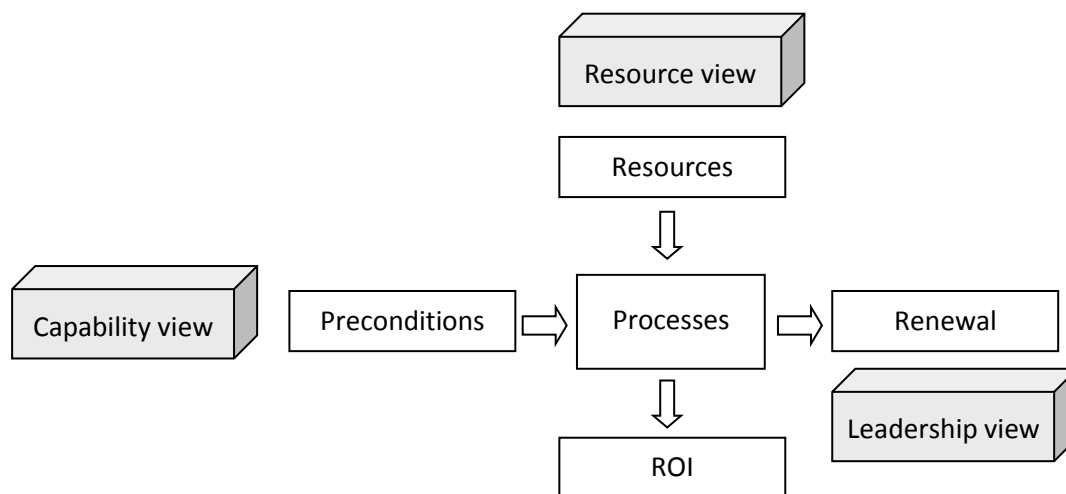 Resource view
Resources
Capability view
Preconditions
Processes
Renewal
Leadership view
ROI